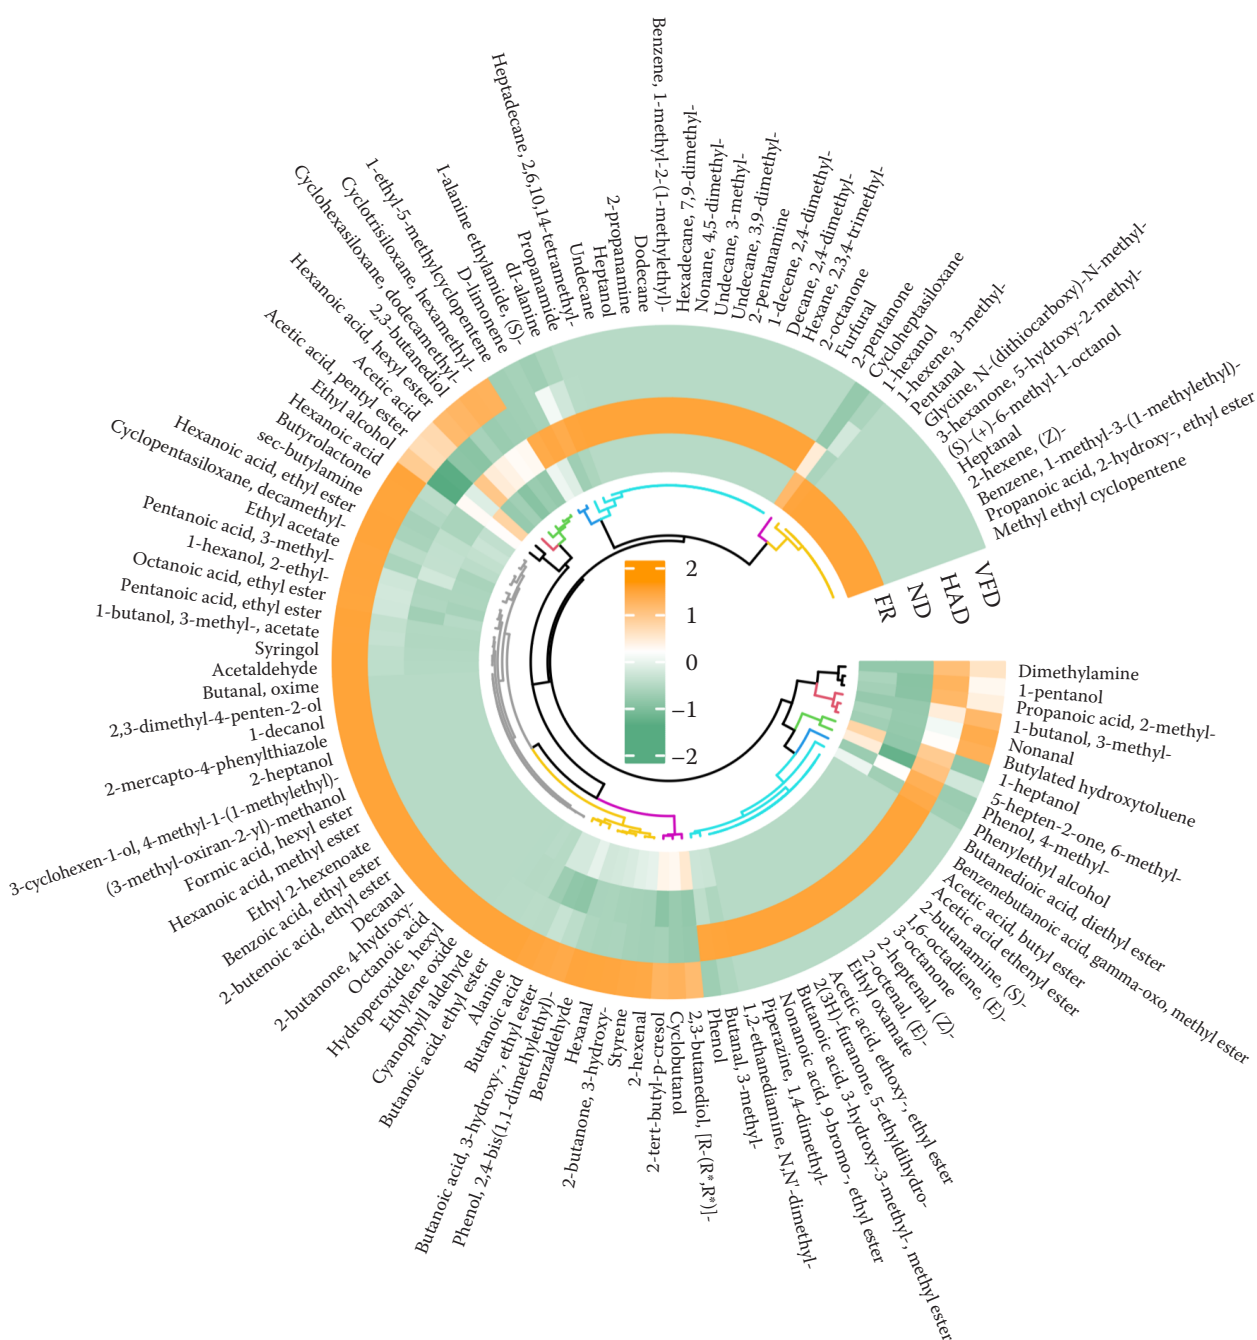 Methyl ethyl cyclopentene
Propanoic acid, 2-hydroxy-, ethyl ester
Benzene, 1-methyl-3-(1-methylethyl)-
2-hexene, (Z)-
Heptanal
(S)-(+)-6-methyl-1-octanol
3-hexanone, 5-hydroxy-2-methyl-
Glycine, N-(dithiocarboxy)-N-methyl-
Pentanal
1-hexene, 3-methyl-
1-hexanol
Cycloheptasiloxane
2-pentanone
Furfural
2-octanone
Hexane, 2,3,4-trimethyl-
Decane, 2,4-dimethyl-
1-decene, 2,4-dimethyl-
2-pentanamine
Undecane, 3,9-dimethyl-
Undecane, 3-methyl-
Nonane, 4,5-dimethyl-
Hexadecane, 7,9-dimethyl-
Benzene, 1-methyl-2-(1-methylethyl)-
Dodecane
2-propanamine
Heptanol
Undecane
Heptadecane, 2,6,10,14-tetramethyl-
Propanamide
dl-alanine
l-alanine ethylamide, (S)-
D-limonene
1-ethyl-5-methylcyclopentene
Cyclotrisiloxane, hexamethyl-
Cyclohexasiloxane, dodecamethyl-
2,3-butanediol
Hexanoic acid, hexyl ester
Acetic acid
Acetic acid, pentyl ester
Ethyl alcohol
Hexanoic acid
Butyrolactone
sec-butylamine
Hexanoic acid, ethyl ester
Cyclopentasiloxane, decamethyl-
Ethyl acetate
Pentanoic acid, 3-methyl-
1-hexanol, 2-ethyl-
Octanoic acid, ethyl ester
Pentanoic acid, ethyl ester
1-butanol, 3-methyl-, acetate
Syringol
Acetaldehyde
Butanal, oxime
2,3-dimethyl-4-penten-2-ol
1-decanol
2-mercapto-4-phenylthiazole
2-heptanol
3-cyclohexen-1-ol, 4-methyl-1-(1-methylethyl)-
(3-methyl-oxiran-2-yl)-methanol
Formic acid, hexyl ester
Hexanoic acid, methyl ester
Ethyl 2-hexenoate
Benzoic acid, ethyl ester
2-butenoic acid, ethyl ester
Decanal
2-butanone, 4-hydroxy-
Octanoic acid
Hydroperoxide, hexyl
Ethylene oxide
Cyanophyll aldehyde
Butanoic acid, ethyl ester
Alanine
Butanoic acid
Butanoic acid, 3-hydroxy-, ethyl ester
Phenol, 2,4-bis(1,1-dimethylethyl)-
Benzaldehyde
Hexanal
2-butanone, 3-hydroxy-
Styrene
2-hexenal
2-tert-butyl-p-cresol
Cyclobutanol
2,3-butanediol, [R-(R*,R*)]-
Phenol
Butanal, 3-methyl-
1,2-ethanediamine, N,N'-dimethyl-
Piperazine, 1,4-dimethyl-
Nonanoic acid, 9-bromo-, ethyl ester
Butanoic acid, 3-hydroxy-3-methyl-, methyl ester
2(3H)-furanone, 5-ethyldihydro-
Acetic acid, ethoxy-, ethyl ester
Ethyl oxamate
2-octenal, (E)-
2-heptenal, (Z)-
3-octanone
1,6-octadiene, (E)-
2-butanamine, (S)-
Acetic acid ethenyl ester
Acetic acid, butyl ester
Benzenebutanoic acid, gamma-oxo, methyl ester
Butanedioic acid, diethyl ester
Phenylethyl alcohol
Phenol, 4-methyl-
5-hepten-2-one, 6-methyl-
1-heptanol
Butylated hydroxytoluene
Nonanal
1-butanol, 3-methyl-
Propanoic acid, 2-methyl-
1-pentanol
Dimethylamine
FR
ND
HAD
VFD
2
1
0
−1
−2